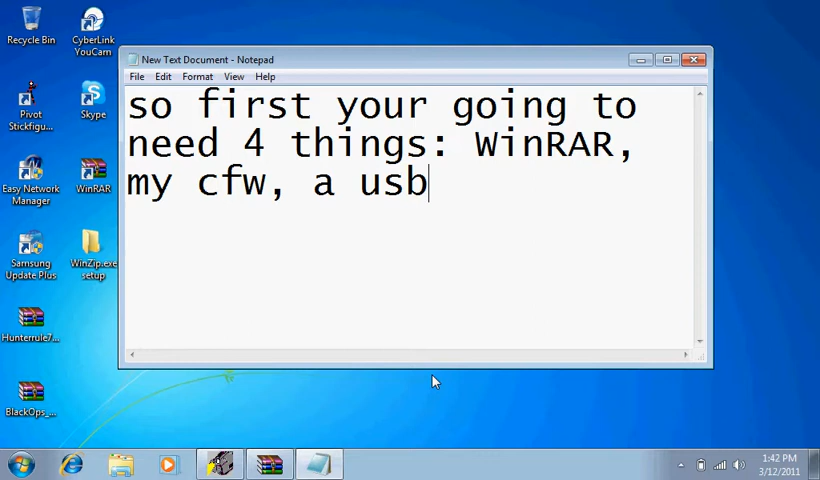 Recycle Bin
CyberLink
YouCam
New Text Document - Notepad
File Edit Format View Help
so first your going to
need 4 things: WinRAR,
my cfw, a usb
Pivot
Stickfigu...
Skype
Easy Network
Manager
WinRAR
Samsung
Update Plus
WinZip.exe
setup
Hunterrule7...
BlackOps_...
1:42 PM
3/12/2011